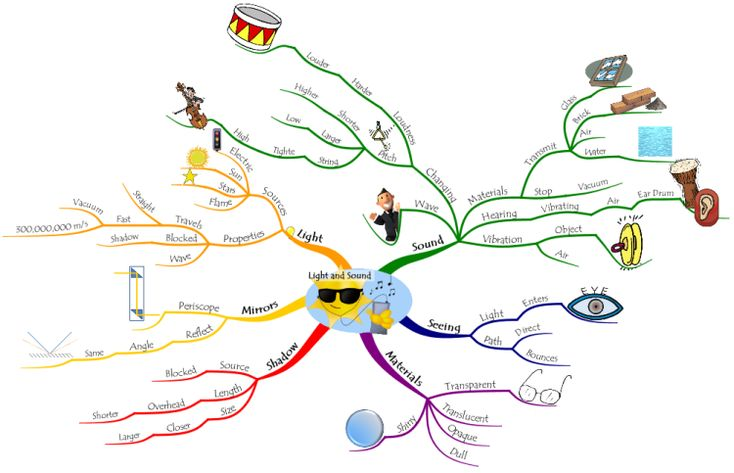 Light and Sound
Sound
Changing
Loudness
Harder
Louder
Pitch
Shorter
Higher
Larger
Low
String
Tighte
High
Wave
Materials
Transmit
Glass
Brick
Air
Water
Stop
Vacuum
Hearing
Vibrating
Air
Ear Drum
Vibration
Object
Air
Seeing
Light
Enters
EYE
Path
Direct
Bounces
Materials
Transparent
Translucent
Opaque
Dull
Shiny
Shadow
Source
Blocked
Length
Overhead
Shorter
Size
Closer
Larger
Mirrors
Periscope
Reflect
Angle
Same
Light
Sources
Electric
Sun
Stars
Flame
Properties
Travels
Straight
Fast
Vacuum
300,000,000 m/s
Blocked
Shadow
Wave